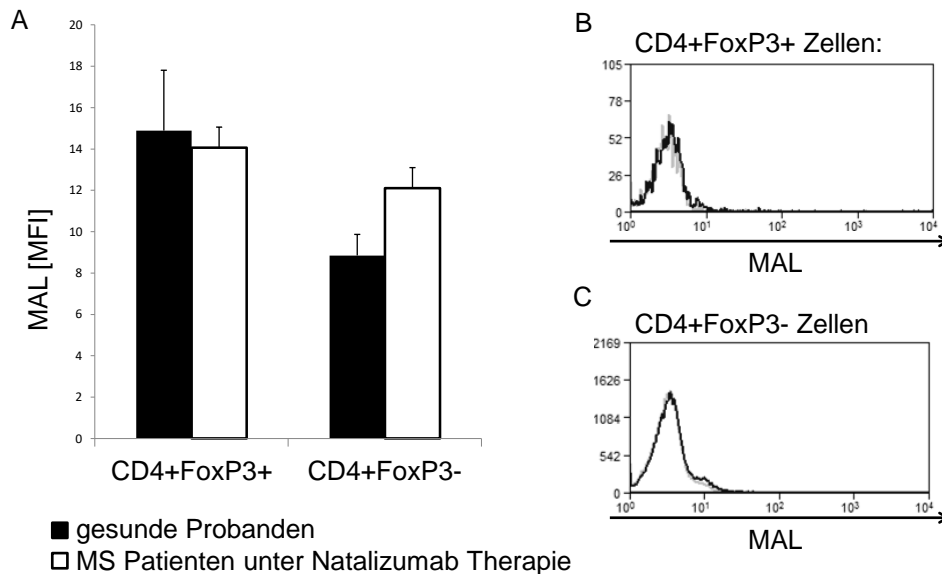 A
MAL [MFI]
20
18
16
14
12
10
8
6
4
2
0
CD4+FoxP3+
CD4+FoxP3-
gesunde Probanden
MS Patienten unter Natalizumab Therapie
B
CD4+FoxP3+ Zellen:
105
78
52
26
0
10⁰ 10¹ 10² 10³ 10⁴
MAL
C
CD4+FoxP3- Zellen
2169
1626
1084
542
0
10⁰ 10¹ 10² 10³ 10⁴
MAL